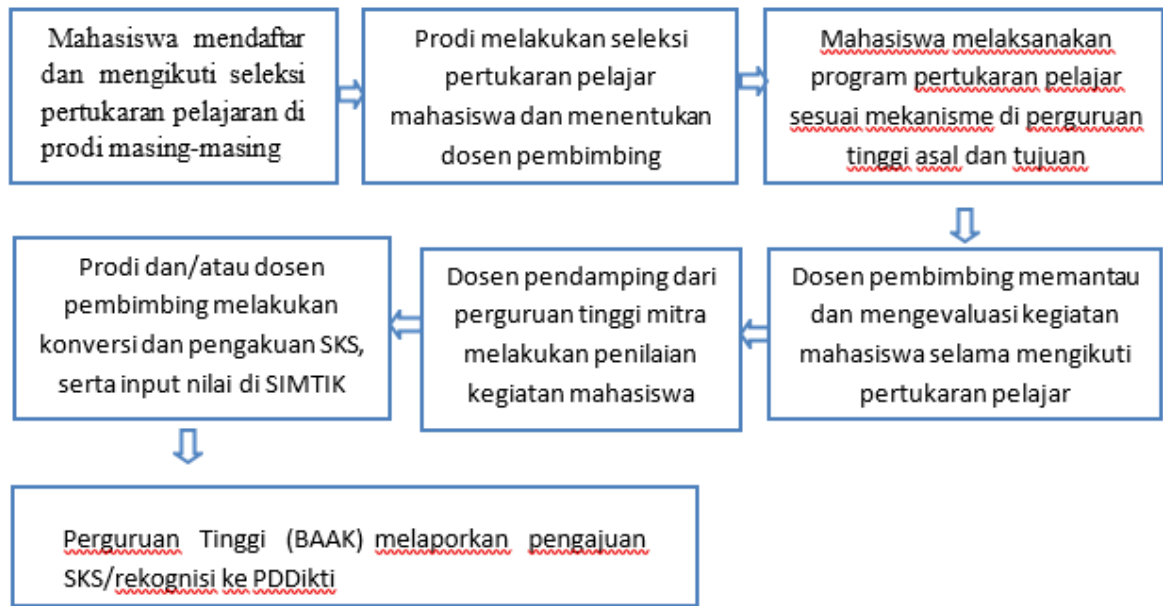 Mahasiswa mendaftar
dan mengikuti seleksi
pertukaran pelajaran di
prodi masing-masing
Prodi melakukan seleksi
pertukaran pelajar
mahasiswa dan menentukan
dosen pembimbing
Mahasiswa melaksanakan
program pertukaran pelajar
sesuai mekanisme di perguruan
tinggi asal dan tujuan
Dosen pembimbing memantau
dan mengevaluasi kegiatan
mahasiswa selama mengikuti
pertukaran pelajar
Dosen pendamping dari
perguruan tinggi mitra
melakukan penilaian
kegiatan mahasiswa
Prodi dan/atau dosen
pembimbing melakukan
konversi dan pengakuan SKS,
serta input nilai di SIMTIK
Perguruan Tinggi (BAAK) melaporkan pengajuan
SKS/rekognisi ke PDDikti